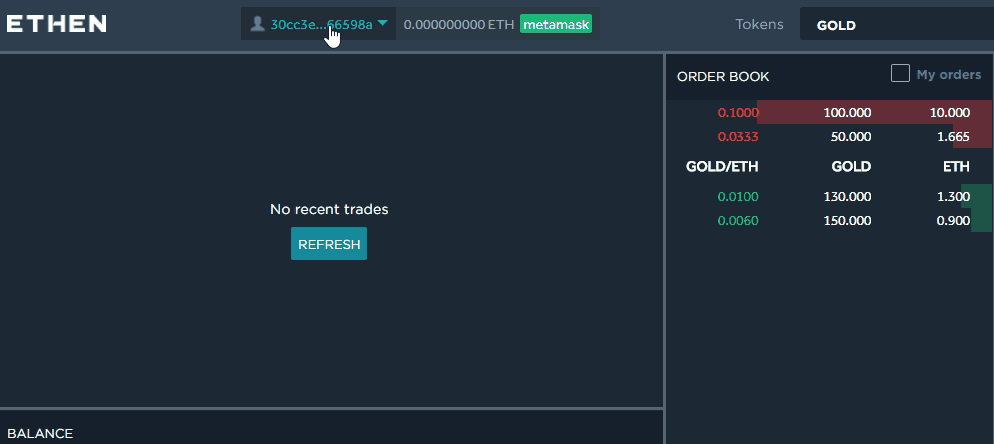 ETHEN 30cc3e...66598a 0.000000000 ETH metamask Tokens GOLD
ORDER BOOK My orders
0.1000 100.000 10.000
0.0333 50.000 1.665
GOLD/ETH GOLD ETH
0.0100 130.000 1.300
0.0060 150.000 0.900
No recent trades
REFRESH
BALANCE